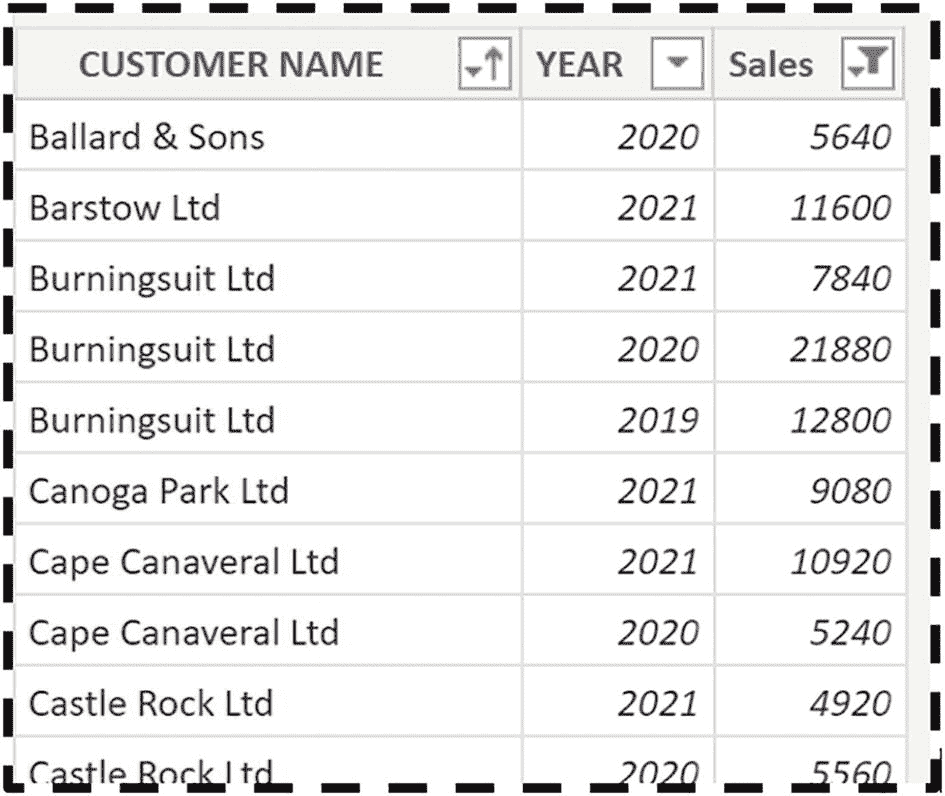 CUSTOMER NAME YEAR Sales
Ballard & Sons 2020 5640
Barstow Ltd 2021 11600
Burningsuit Ltd 2021 7840
Burningsuit Ltd 2020 21880
Burningsuit Ltd 2019 12800
Canoga Park Ltd 2021 9080
Cape Canaveral Ltd 2021 10920
Cape Canaveral Ltd 2020 5240
Castle Rock Ltd 2021 4920
Castle Rock Ltd 2020 5560